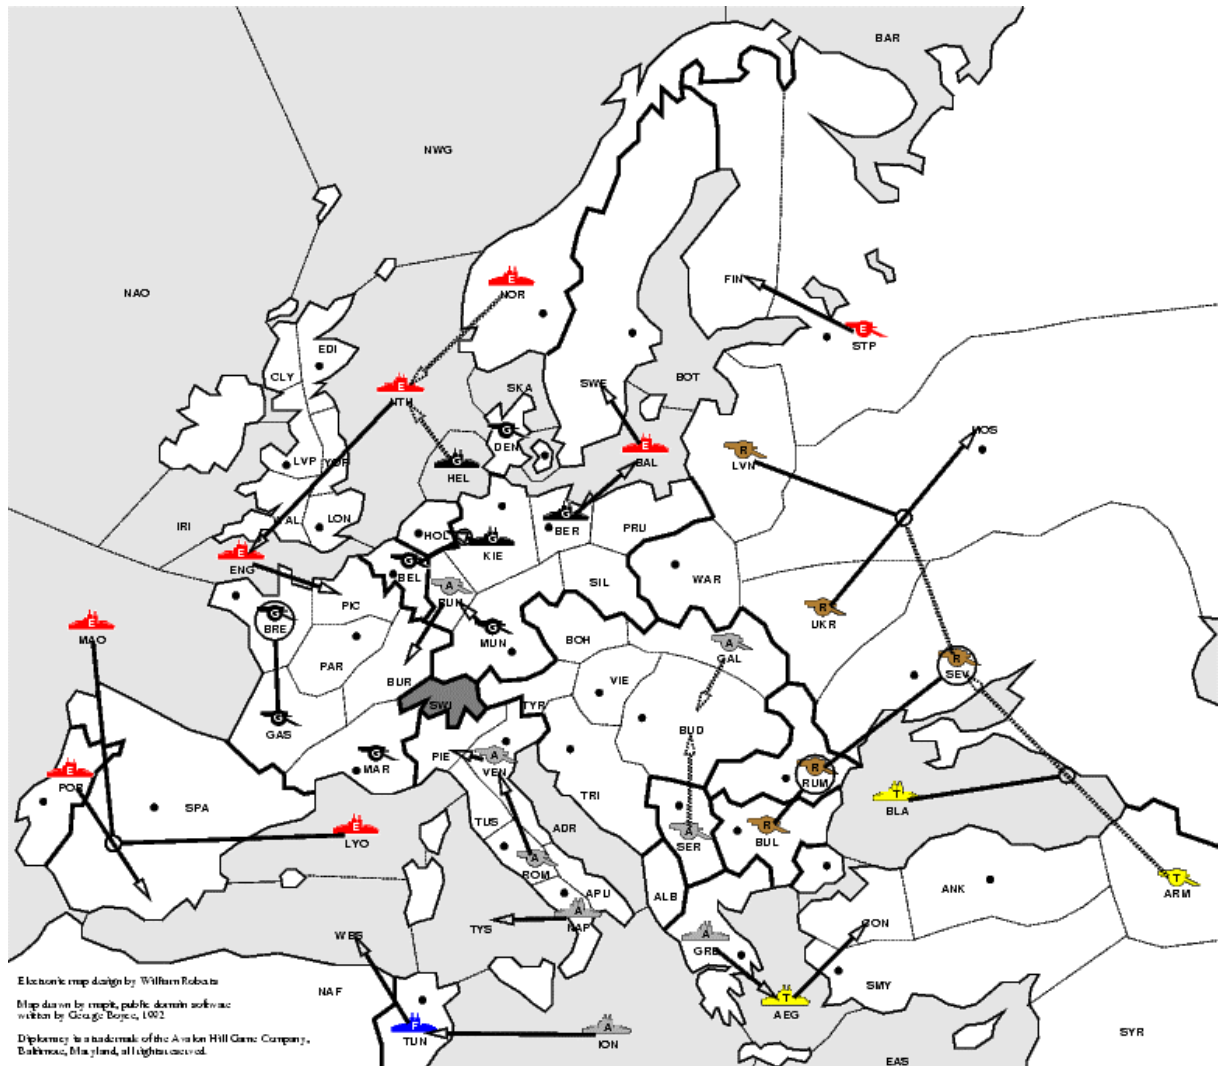 BAR
NWG
NAO
FIN
E
NOR
E
STP
EDI
CLY
SKA
SWE
BOT
E
NTH
MOS
G
DEN
E
BAL
R
LVN
LVP
YOR
G
HEL
IRI
WAL
LON
HOL
G
KIE
G
BER
PRU
E
ENG
G
BEL
A
RUH
SIL
WAR
PIC
G
BRE
G
MUN
BOH
R
UKR
E
MAO
A
GAL
R
SEV
PAR
BUR
VIE
SWI
TYR
G
GAS
BUD
G
MAR
PIE
A
VEN
E
POR
R
RUM
SPA
TRI
T
BLA
TUS
ADR
E
LYO
A
SER
R
BUL
A
ROM
T
ARM
APU
ALB
ANK
A
NAP
TYS
WES
A
GRE
CON
Electronic map design by William Roberts
NAF
SMY
T
AEG
Map drawn by mapit, public domain software
written by George Boyce, 1992
F
TUN
A
ION
SYR
Diplomacy is a trademark of the Avalon Hill Game Company,
Baltimore, Maryland, all rights reserved.
EAS